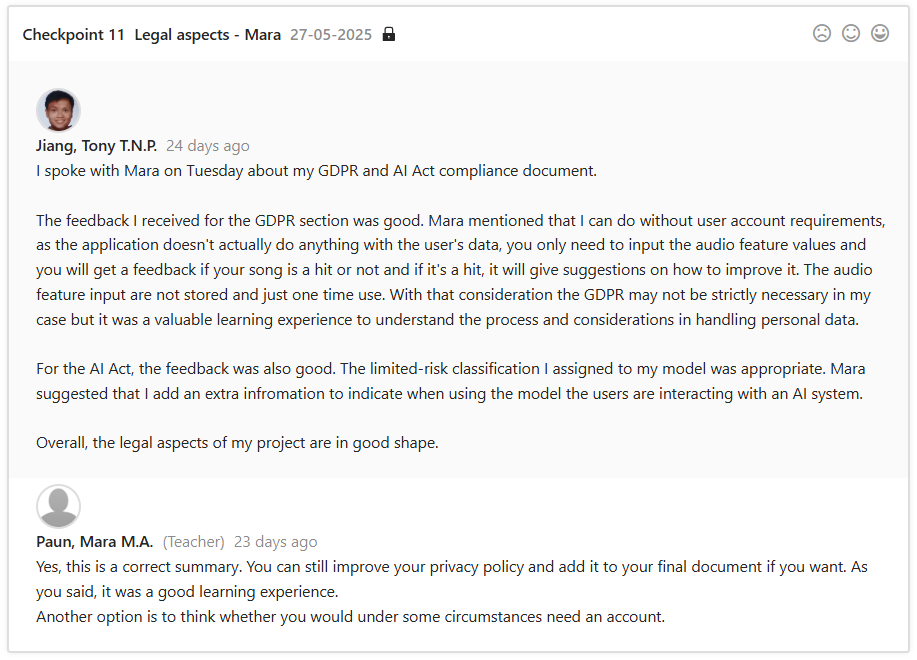 Checkpoint 11 Legal aspects - Mara 27-05-2025
Jiang, Tony T.N.P. 24 days ago
I spoke with Mara on Tuesday about my GDPR and AI Act compliance document.
The feedback I received for the GDPR section was good. Mara mentioned that I can do without user account requirements,
as the application doesn't actually do anything with the user's data, you only need to input the audio feature values and
you will get a feedback if your song is a hit or not and if it's a hit, it will give suggestions on how to improve it. The audio
feature input are not stored and just one time use. With that consideration the GDPR may not be strictly necessary in my
case but it was a valuable learning experience to understand the process and considerations in handling personal data.
For the AI Act, the feedback was also good. The limited-risk classification I assigned to my model was appropriate. Mara
suggested that I add an extra infromation to indicate when using the model the users are interacting with an AI system.
Overall, the legal aspects of my project are in good shape.
Paun, Mara M.A. (Teacher) 23 days ago
Yes, this is a correct summary. You can still improve your privacy policy and add it to your final document if you want. As
you said, it was a good learning experience.
Another option is to think whether you would under some circumstances need an account.